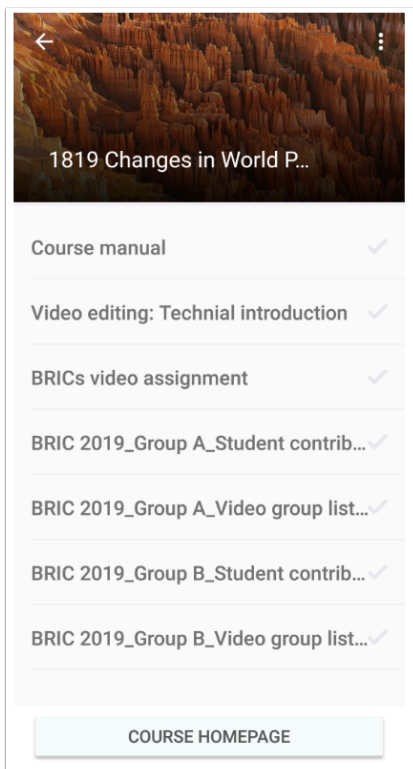 1819 Changes in World P...
Course manual
Video editing: Technial introduction
BRICs video assignment
BRIC 2019_Group A_Student contrib...
BRIC 2019_Group A_Video group list...
BRIC 2019_Group B_Student contrib...
BRIC 2019_Group B_Video group list...
COURSE HOMEPAGE